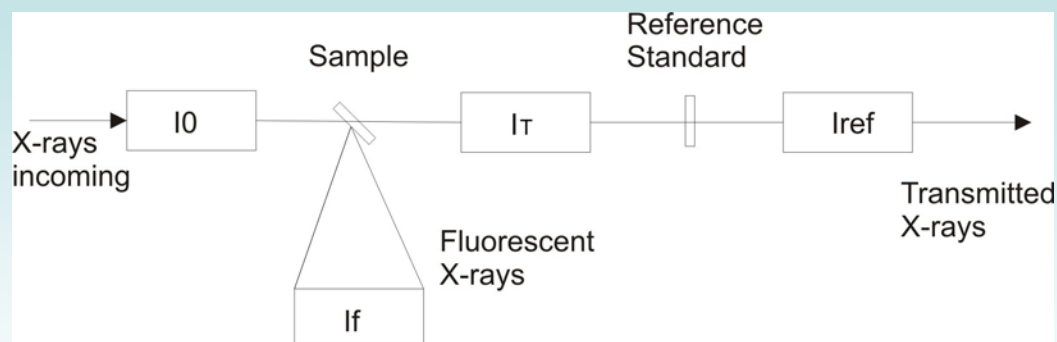 Reference
Standard
Sample
I0
IT
Iref
X-rays
incoming
Transmitted
X-rays
Fluorescent
X-rays
If